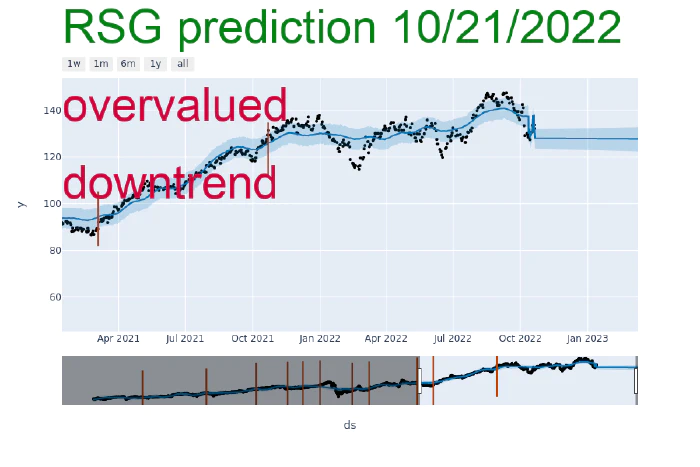 RSG prediction 10/21/2022
1w 1m 6m 1y all
overvalued
downtrend
140
120
100
80
60
y
Apr 2021 Jul 2021 Oct 2021 Jan 2022 Apr 2022 Jul 2022 Oct 2022 Jan 2023
ds